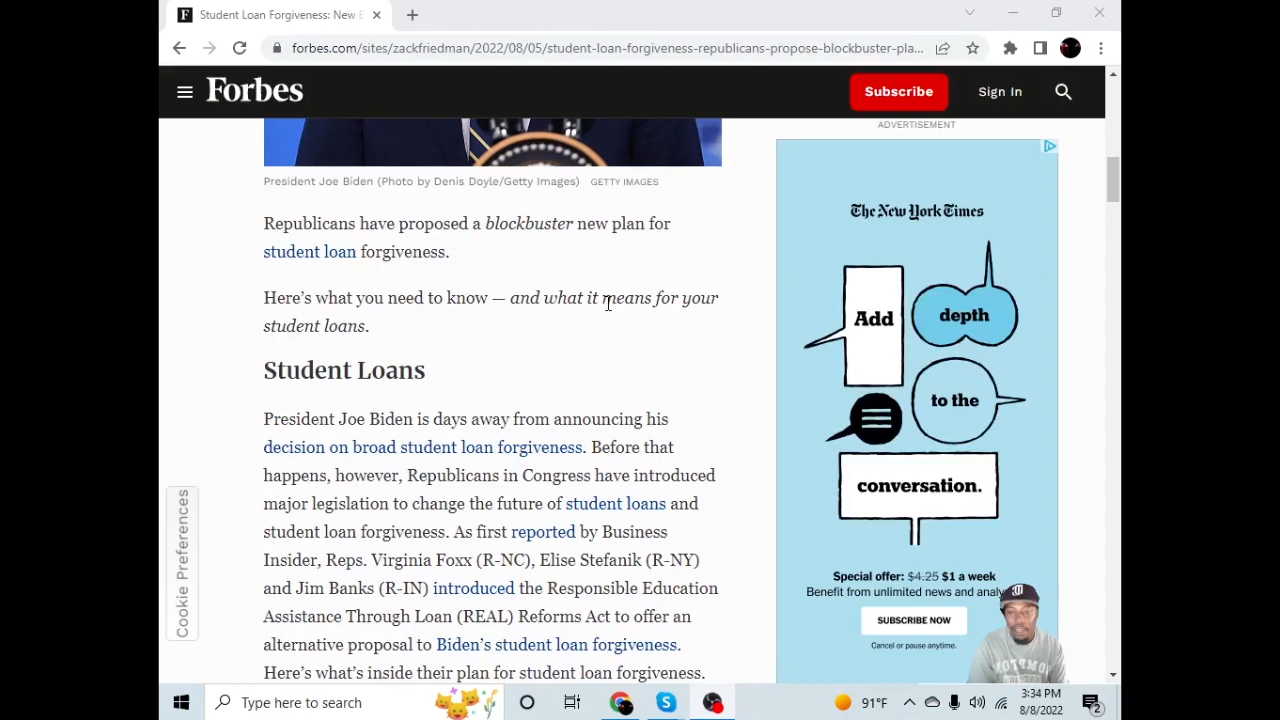 Student Loan Forgiveness: New
forbes.com/sites/zackfriedman/2022/08/05/student-loan-forgiveness-republicans-propose-blockbuster-pla...
Forbes
Subscribe
Sign In
ADVERTISEMENT
President Joe Biden (Photo by Denis Doyle/Getty Images) GETTY IMAGES
Republicans have proposed a blockbuster new plan for
student loan forgiveness.
Here's what you need to know — and what it means for your
student loans.
Student Loans
President Joe Biden is days away from announcing his
decision on broad student loan forgiveness. Before that
happens, however, Republicans in Congress have introduced
major legislation to change the future of student loans and
student loan forgiveness. As first reported by Business
Insider, Reps. Virginia Foxx (R-NC), Elise Stefanik (R-NY)
and Jim Banks (R-IN) introduced the Responsible Education
Assistance Through Loan (REAL) Reforms Act to offer an
alternative proposal to Biden's student loan forgiveness.
Here's what's inside their plan for student loan forgiveness.
Cookie Preferences
The New York Times
Add
depth
to the
conversation.
Special offer: $4.25 $1 a week
Benefit from unlimited news and analy
SUBSCRIBE NOW
Cancel or pause anytime.
Type here to search
91°F
3:34 PM
8/8/2022
2